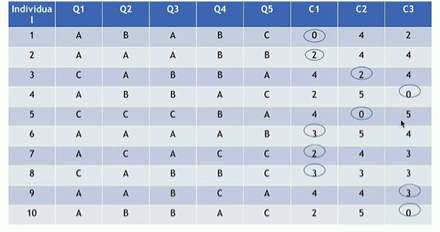 Individua Q1 Q2 Q3 Q4 Q5 C1 C2 C3
l
1 A B A B C 0 4 2
2 A A A B B 2 4 4
3 C A B B A 4 2 4
4 A B B A C 2 5 0
5 C C C B A 4 0 5
6 A A A A B 3 5 4
7 A C A C C 2 4 3
8 C A B B C 3 3 3
9 A A B C A 4 4 3
10 A B B A C 2 5 0